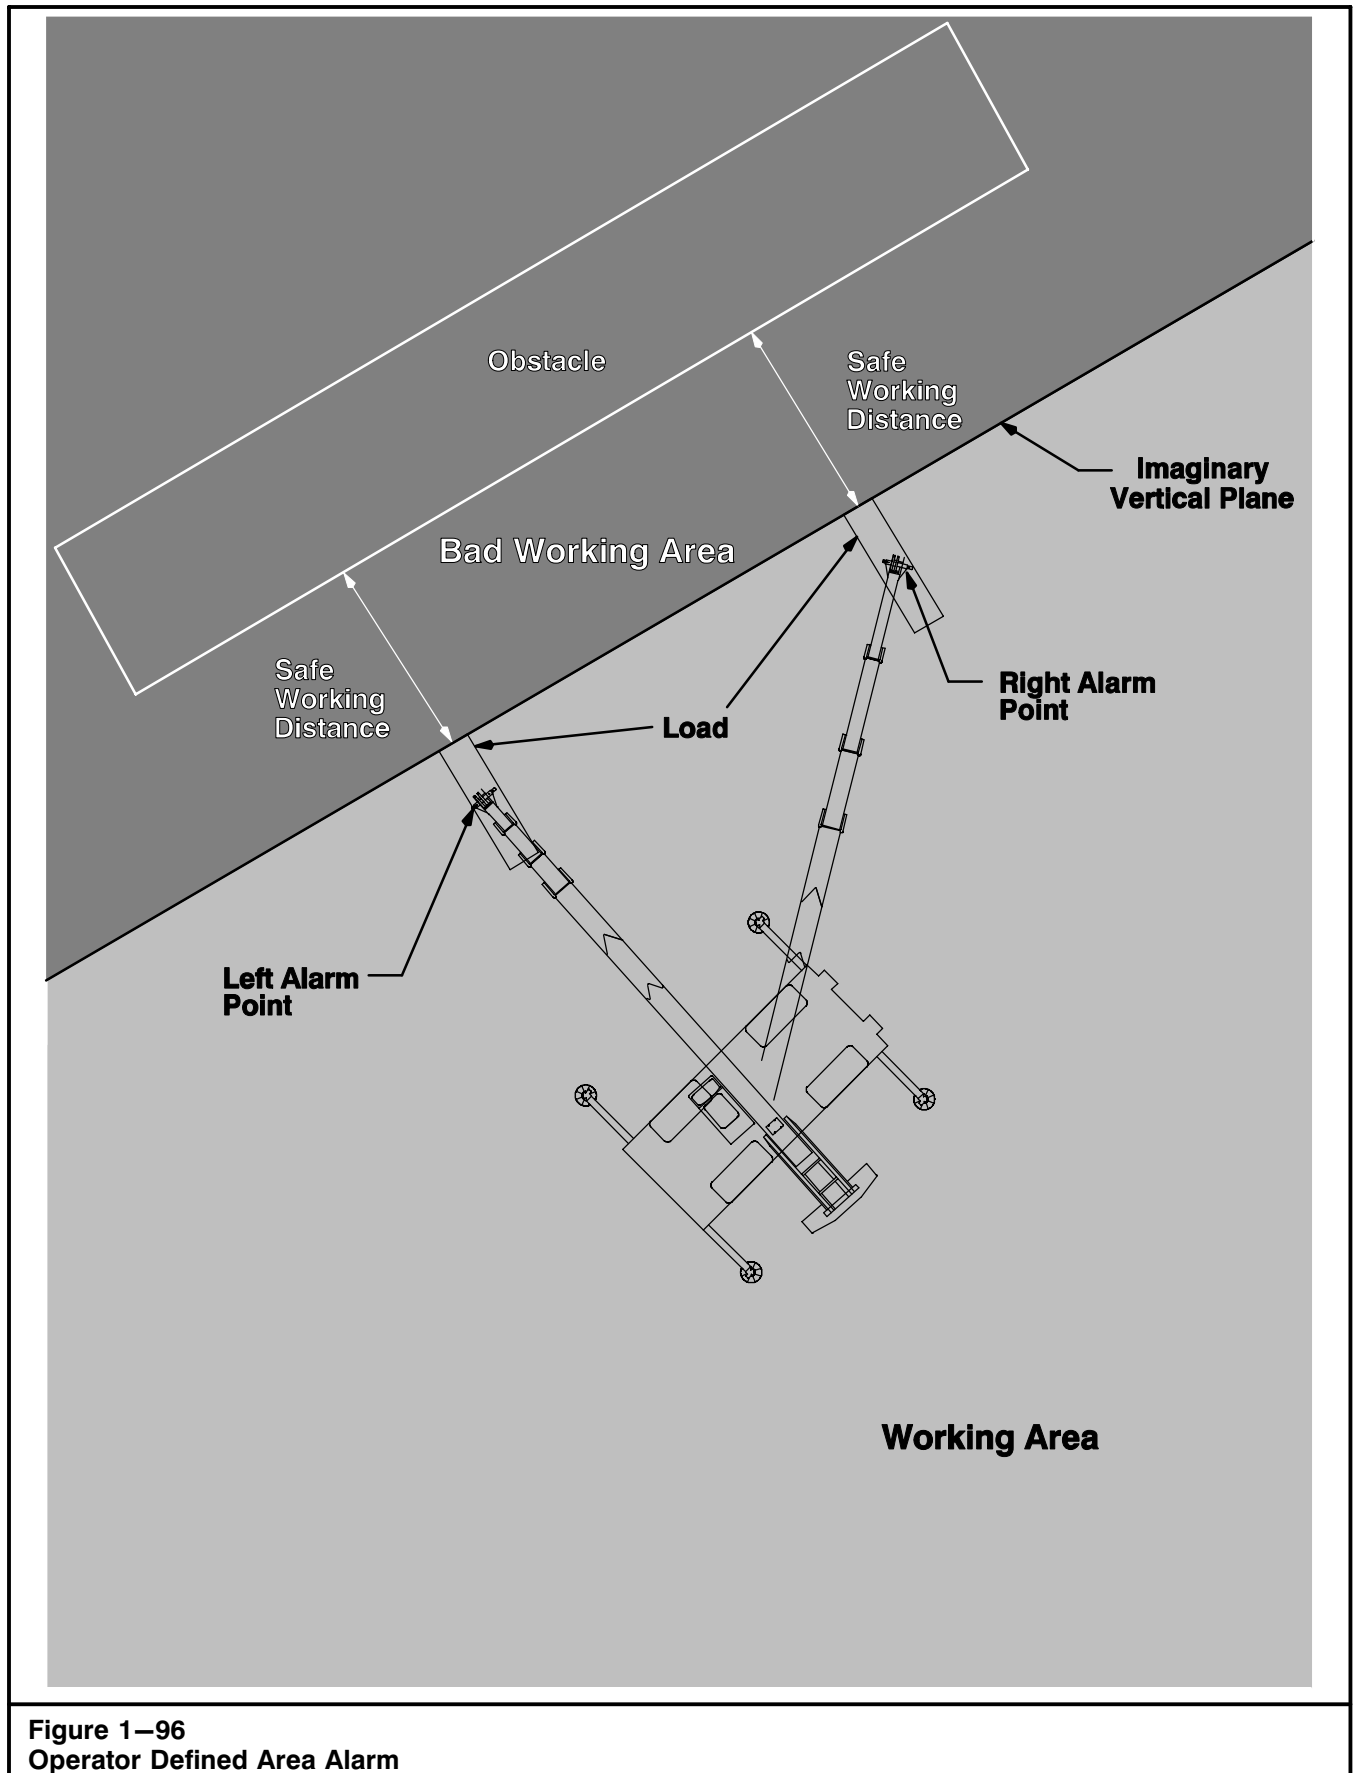 Obstacle
Safe
Working
Distance
Imaginary
Vertical Plane
Bad Working Area
Safe
Working
Distance
Right Alarm
Point
Load
Left Alarm
Point
Working Area
Figure 1—96
Operator Defined Area Alarm